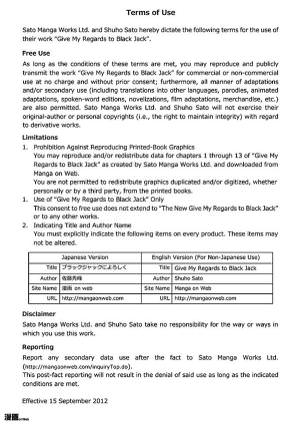 Terms of Use
Sato Manga Works Ltd. and Shuho Sato hereby dictate the following terms for the use of
their work "Give My Regards to Black Jack".
Free Use
As long as the conditions of these terms are met, you may reproduce and publicly
transmit the work "Give My Regards to Black Jack" for commercial or non-commercial
use at no charge and without prior consent; furthermore, all manner of adaptations
and/or secondary use (including translations into other languages, parodies, animated
adaptations, spoken-word editions, novelizations, film adaptations, merchandise, etc.)
are also permitted. Sato Manga Works Ltd. and Shuho Sato will not exercise their
original-author or personal copyrights (i.e., the right to maintain integrity) with regard
to derivative works.
Limitations
1. Prohibition Against Reproducing Printed-Book Graphics
You may reproduce and/or redistribute data for chapters 1 through 13 of "Give My
Regards to Black Jack" as created by Sato Manga Works Ltd. and downloaded from
Manga on Web.
You are not permitted to redistribute graphics duplicated and/or digitized, whether
personally or by a third party, from the printed books.
1. Use of "Give My Regards to Black Jack" Only
This consent to free use does not extend to "The New Give My Regards to Black Jack"
or to any other works.
2. Indicating Title and Author Name
You must explicitly indicate the following items on every product. These items may
not be altered.
Japanese Version English Version (For Non-Japanese Use)
Title ブラックジャックによろしく Title Give My Regards to Black Jack
Author 佐藤秀峰 Author Shuho Sato
Site Name 漫画 on web Site Name Manga on Web
URL http://mangaonweb.com URL http://mangaonweb.com
Disclaimer
Sato Manga Works Ltd. and Shuho Sato take no responsibility for the way or ways in
which you use this work.
Reporting
Report any secondary data use after the fact to Sato Manga Works Ltd.
(http://mangaonweb.com/inquiryTop.do).
This post-fact reporting will not result in the denial of said use as long as the indicated
conditions are met.
Effective 15 September 2012
漫画 on Web